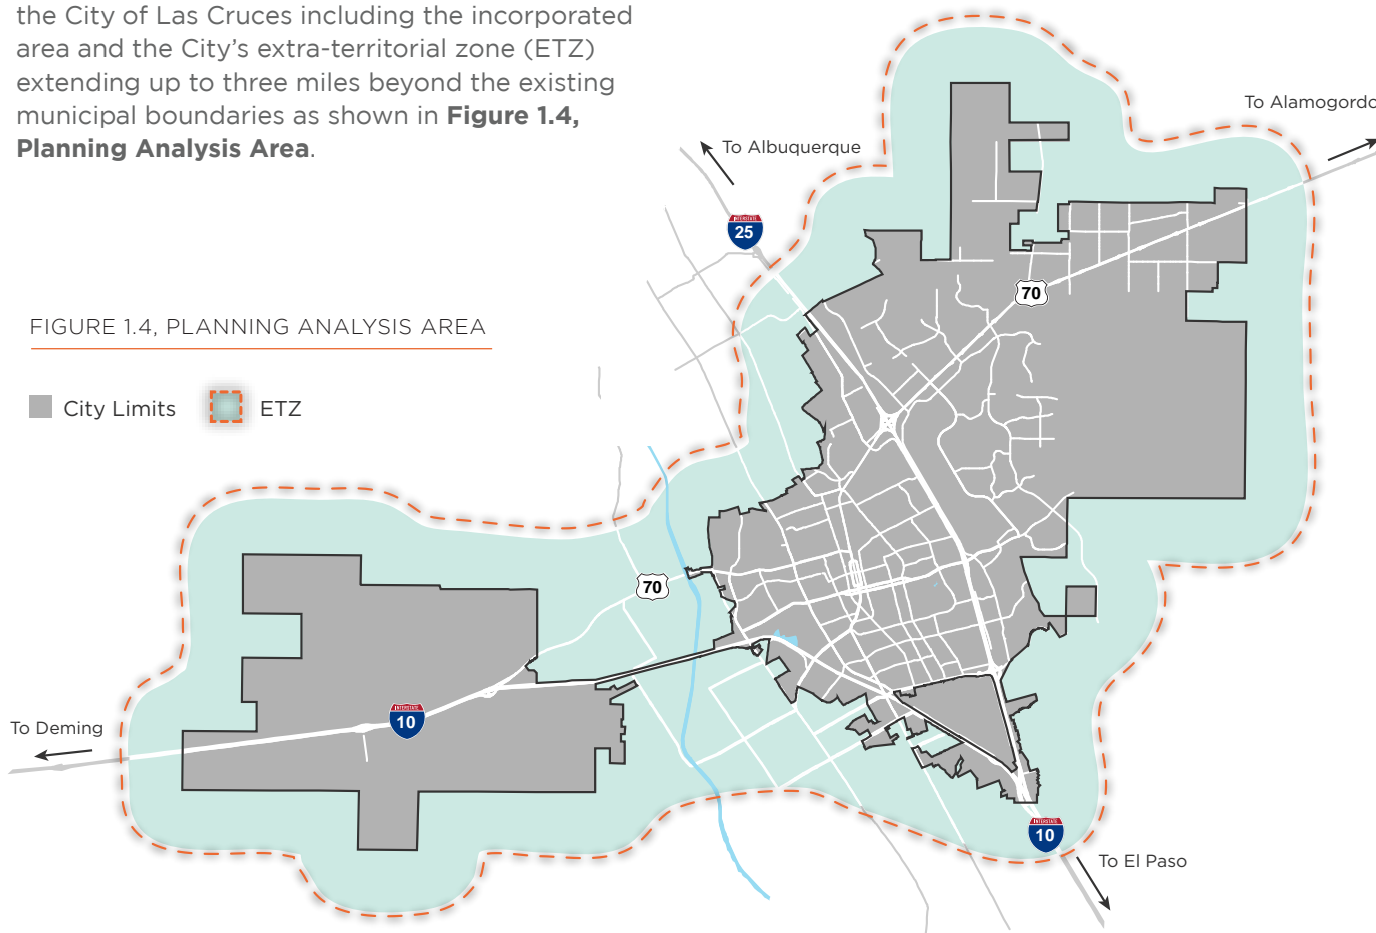 the City of Las Cruces including the incorporated
area and the City’s extra-territorial zone (ETZ)
extending up to three miles beyond the existing
municipal boundaries as shown in Figure 1.4,
Planning Analysis Area.
To Alamogordo
To Albuquerque
INTERSTATE
25
70
FIGURE 1.4, PLANNING ANALYSIS AREA
City Limits
ETZ
70
INTERSTATE
10
To Deming
INTERSTATE
10
To El Paso